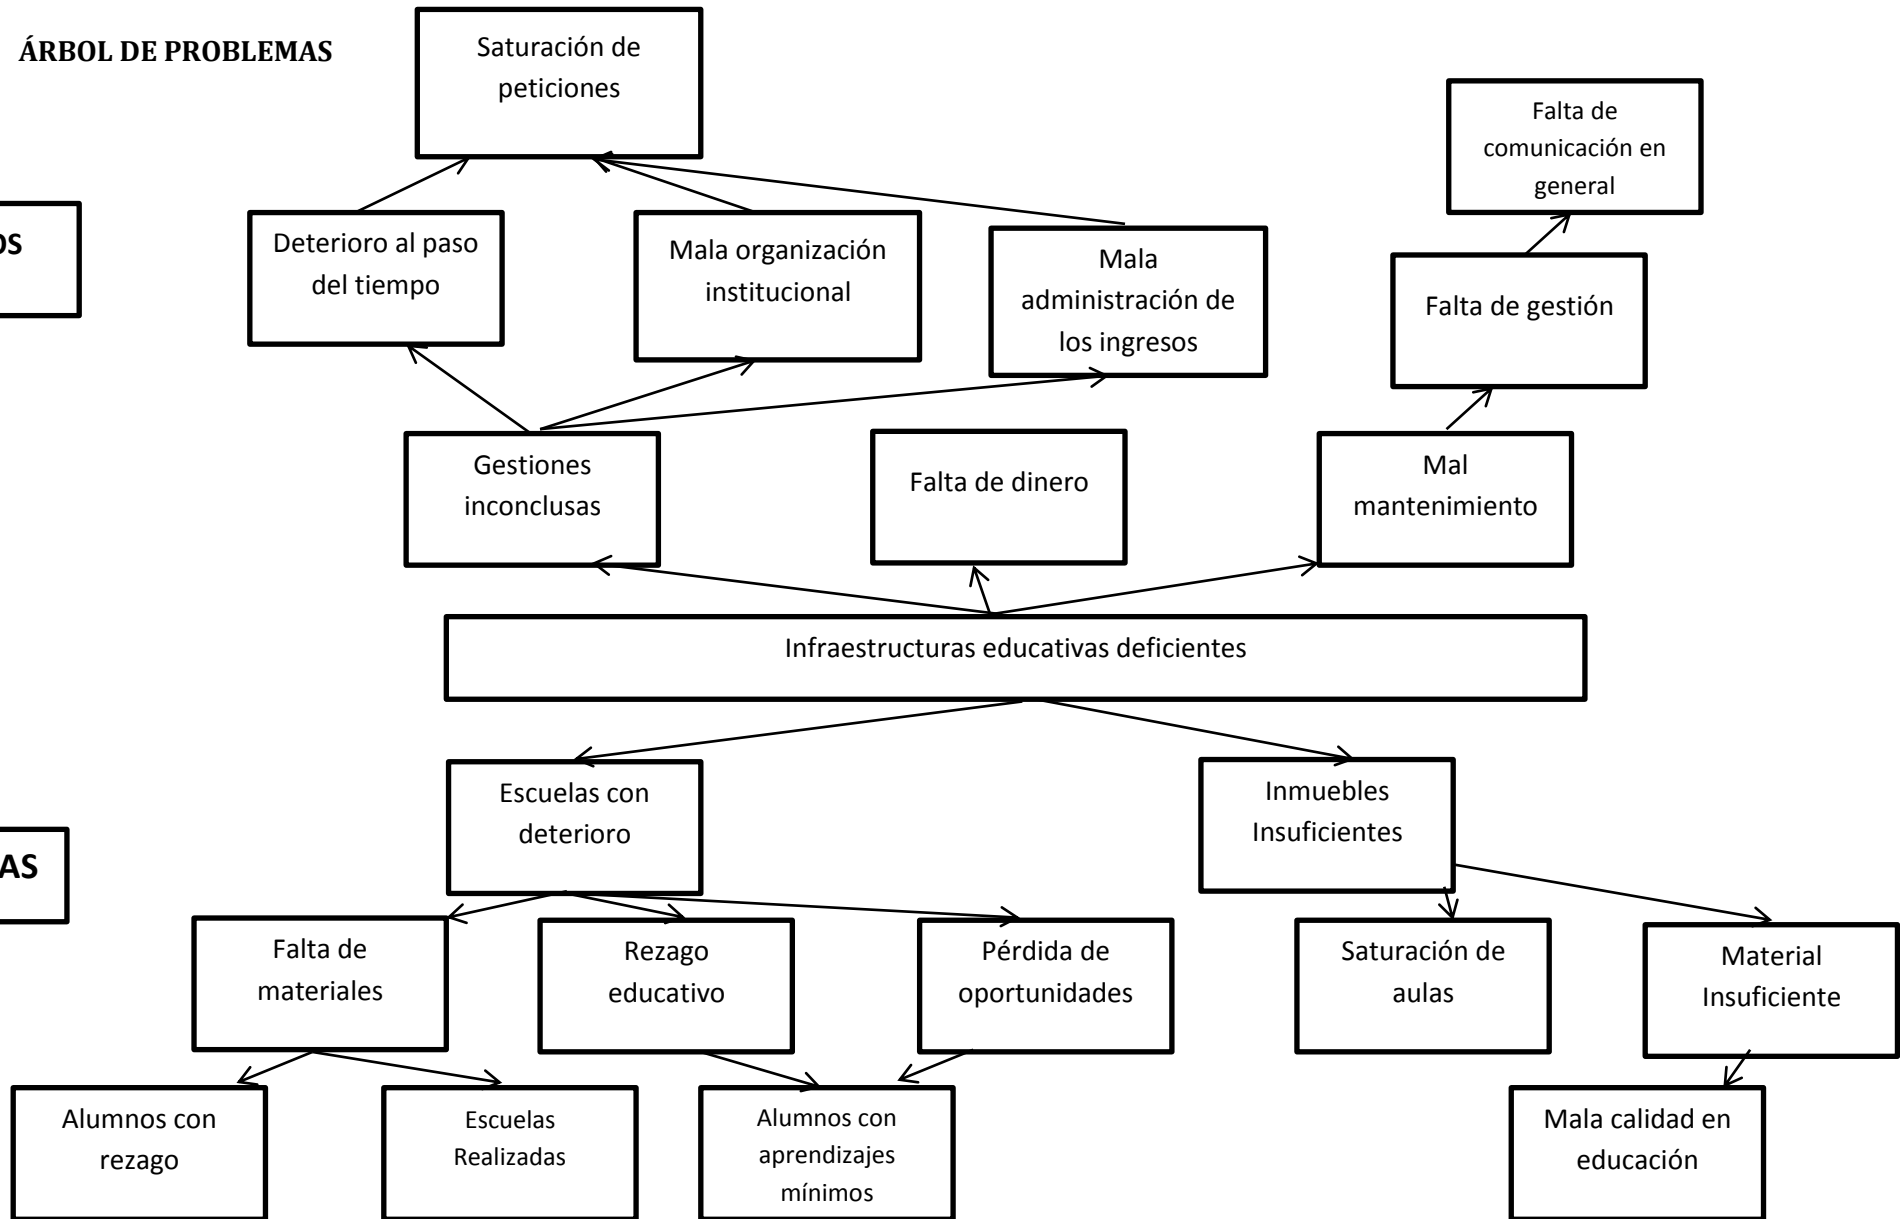 ÁRBOL DE PROBLEMAS
Saturación de
peticiones
Falta de
comunicación en
general
OS
Deterioro al paso
del tiempo
Mala organización
institucional
Mala
administración de
los ingresos
Falta de gestión
Gestiones
inconclusas
Falta de dinero
Mal
mantenimiento
Infraestructuras educativas deficientes
Escuelas con
deterioro
Inmuebles
Insuficientes
AS
Falta de
materiales
Rezago
educativo
Pérdida de
oportunidades
Saturación de
aulas
Material
Insuficiente
Alumnos con
rezago
Escuelas
Realizadas
Alumnos con
aprendizajes
mínimos
Mala calidad en
educación